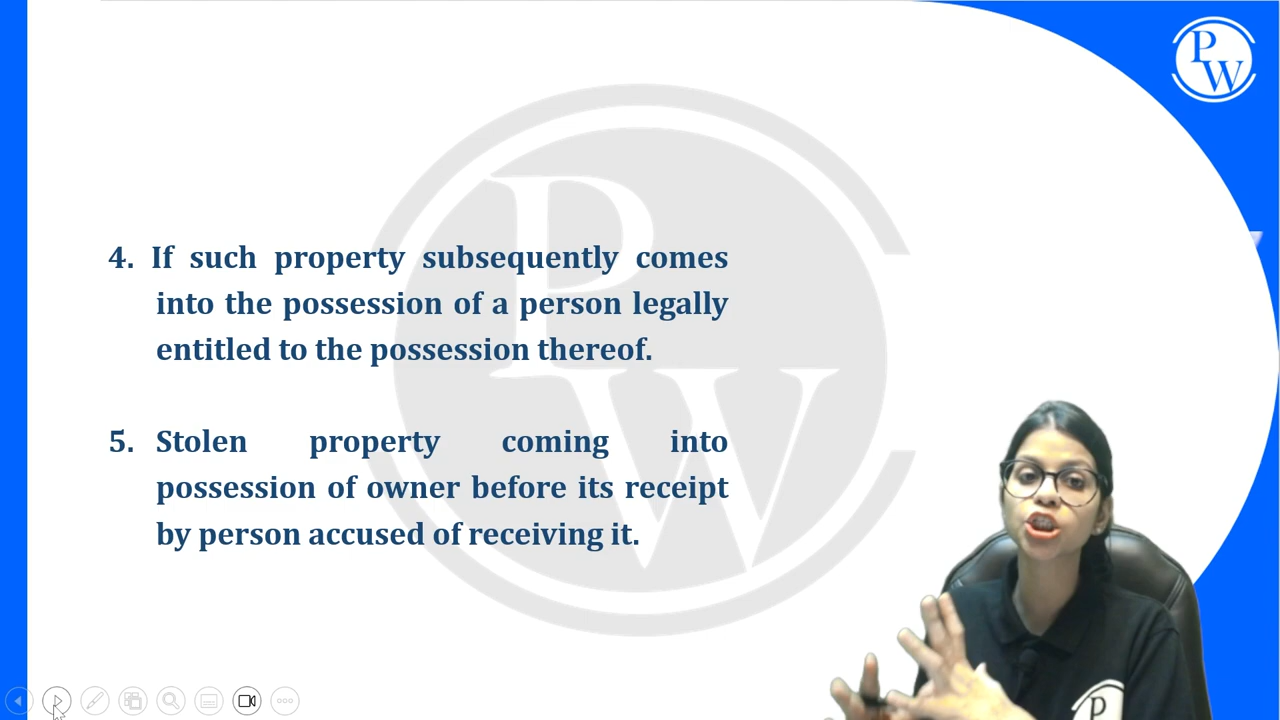 P
W
4. If such property subsequently comes
into the possession of a person legally
entitled to the possession thereof.
5. Stolen property coming into
possession of owner before its receipt
by person accused of receiving it.
P
W
P